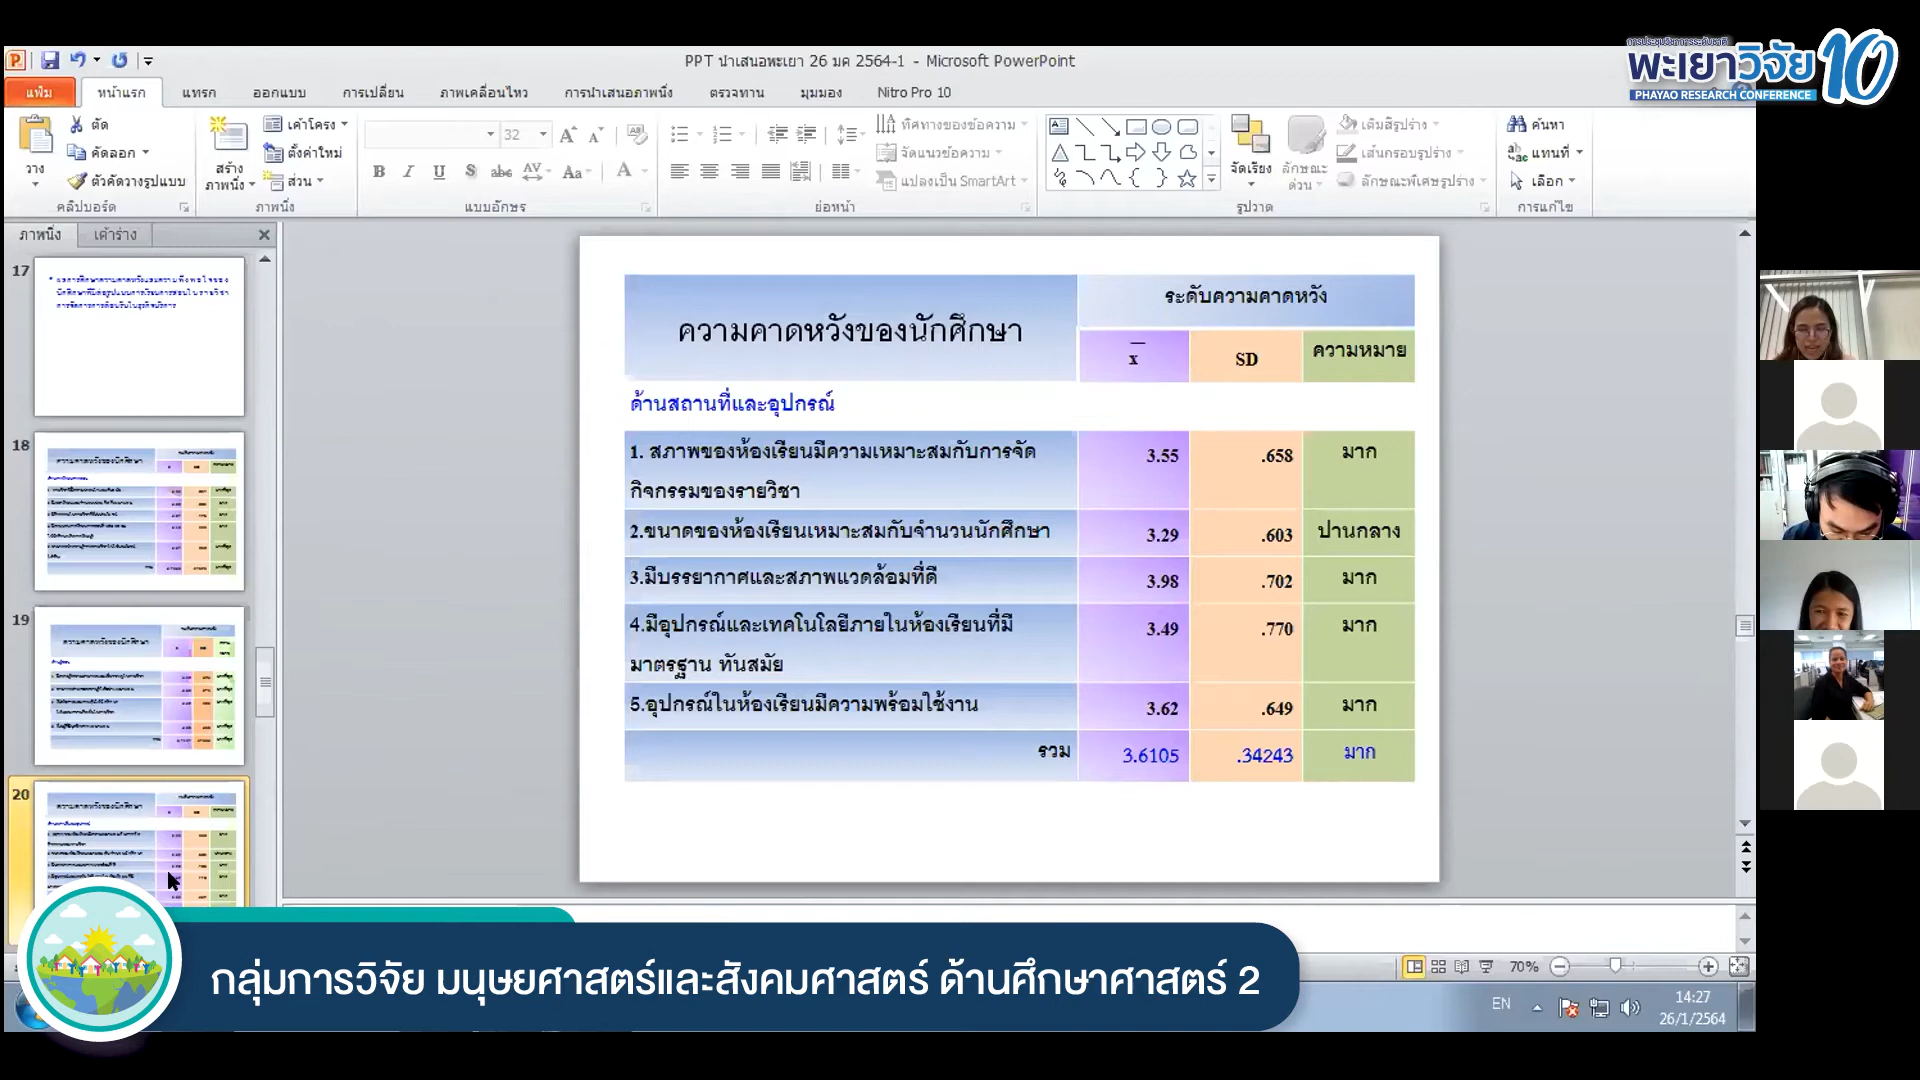 PPT นำเสนอพะเยา 26 มค 2564-1 - Microsoft PowerPoint
การประชุมวิชาการระดับชาติ
พะเยาวิจัย 10
PHAYAO RESEARCH CONFERENCE
แฟ้ม หน้าแรก แทรก ออกแบบ การเปลี่ยน ภาพเคลื่อนไหว การนำเสนอภาพนิ่ง ตรวจทาน มุมมอง Nitro Pro 10
วาง
ตัด
คัดลอก
ตัวคัดวางรูปแบบ
คลิปบอร์ด
สร้าง
ภาพนิ่ง
เค้าโครง
ตั้งค่าใหม่
ส่วน
ภาพนิ่ง
32
แบบอักษร
ทิศทางของข้อความ
จัดแนวข้อความ
แปลงเป็น SmartArt
ย่อหน้า
จัดเรียง
ลักษณะ
ด่วน
เติมสีรูปร่าง
เส้นกรอบรูปร่าง
ลักษณะพิเศษรูปร่าง
รูปวาด
ค้นหา
แทนที่
เลือก
การแก้ไข
ภาพนิ่ง เค้าร่าง
17
18
19
20
ความคาดหวังของนักศึกษา
ระดับความคาดหวัง
x̄ SD ความหมาย
ด้านสถานที่และอุปกรณ์
1. สภาพของห้องเรียนมีความเหมาะสมกับการจัด
กิจกรรมของรายวิชา
3.55 .658 มาก
2.ขนาดของห้องเรียนเหมาะสมกับจำนวนนักศึกษา 3.29 .603 ปานกลาง
3.มีบรรยากาศและสภาพแวดล้อมที่ดี 3.98 .702 มาก
4.มีอุปกรณ์และเทคโนโลยีภายในห้องเรียนที่มี
มาตรฐาน ทันสมัย
3.49 .770 มาก
5.อุปกรณ์ในห้องเรียนมีความพร้อมใช้งาน 3.62 .649 มาก
รวม 3.6105 .34243 มาก
กลุ่มการวิจัย มนุษยศาสตร์และสังคมศาสตร์ ด้านศึกษาศาสตร์ 2
70%
EN
14:27
26/1/2564